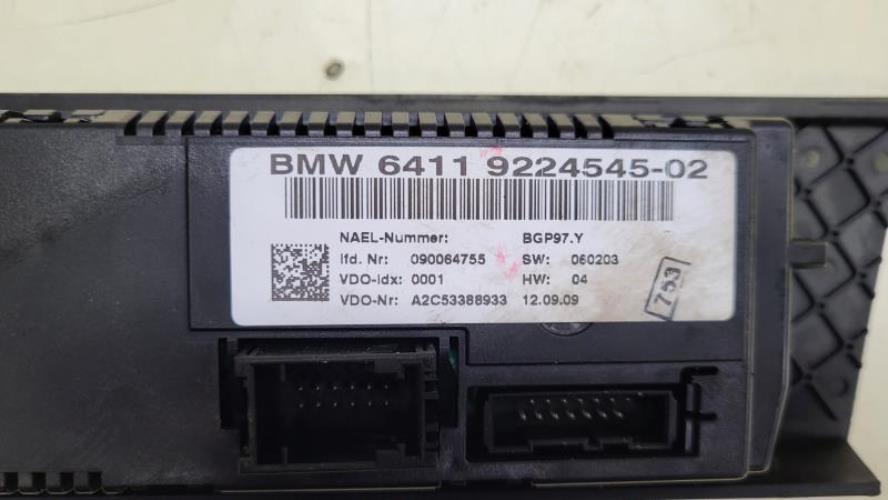 BMW 6411 9224545-02
NAEL-Nummer: BGP97.Y
lfd. Nr: 090064755 SW: 060203
VDO-idx: 0001 HW: 04
VDO-Nr: A2C53388933 12.09.09
753